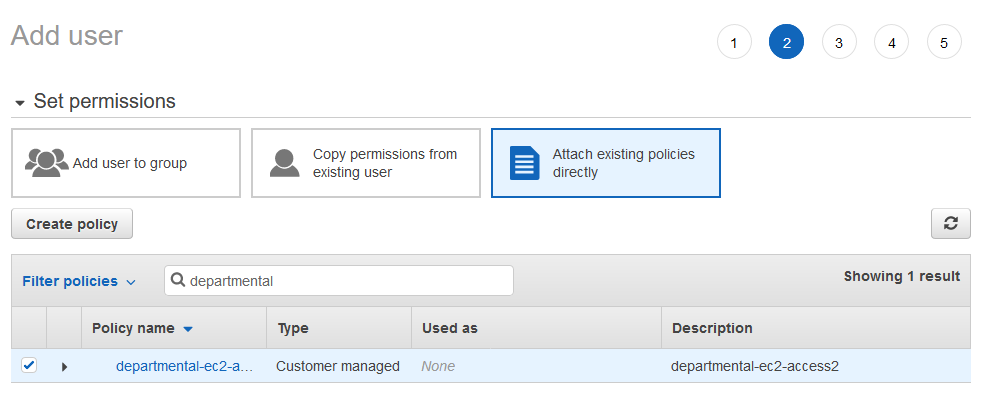 Add user
1 2 3 4 5
Set permissions
Add user to group
Copy permissions from
existing user
Attach existing policies
directly
Create policy
Filter policies
departmental
Showing 1 result
Policy name Type Used as Description
departmental-ec2-a... Customer managed None departmental-ec2-access2